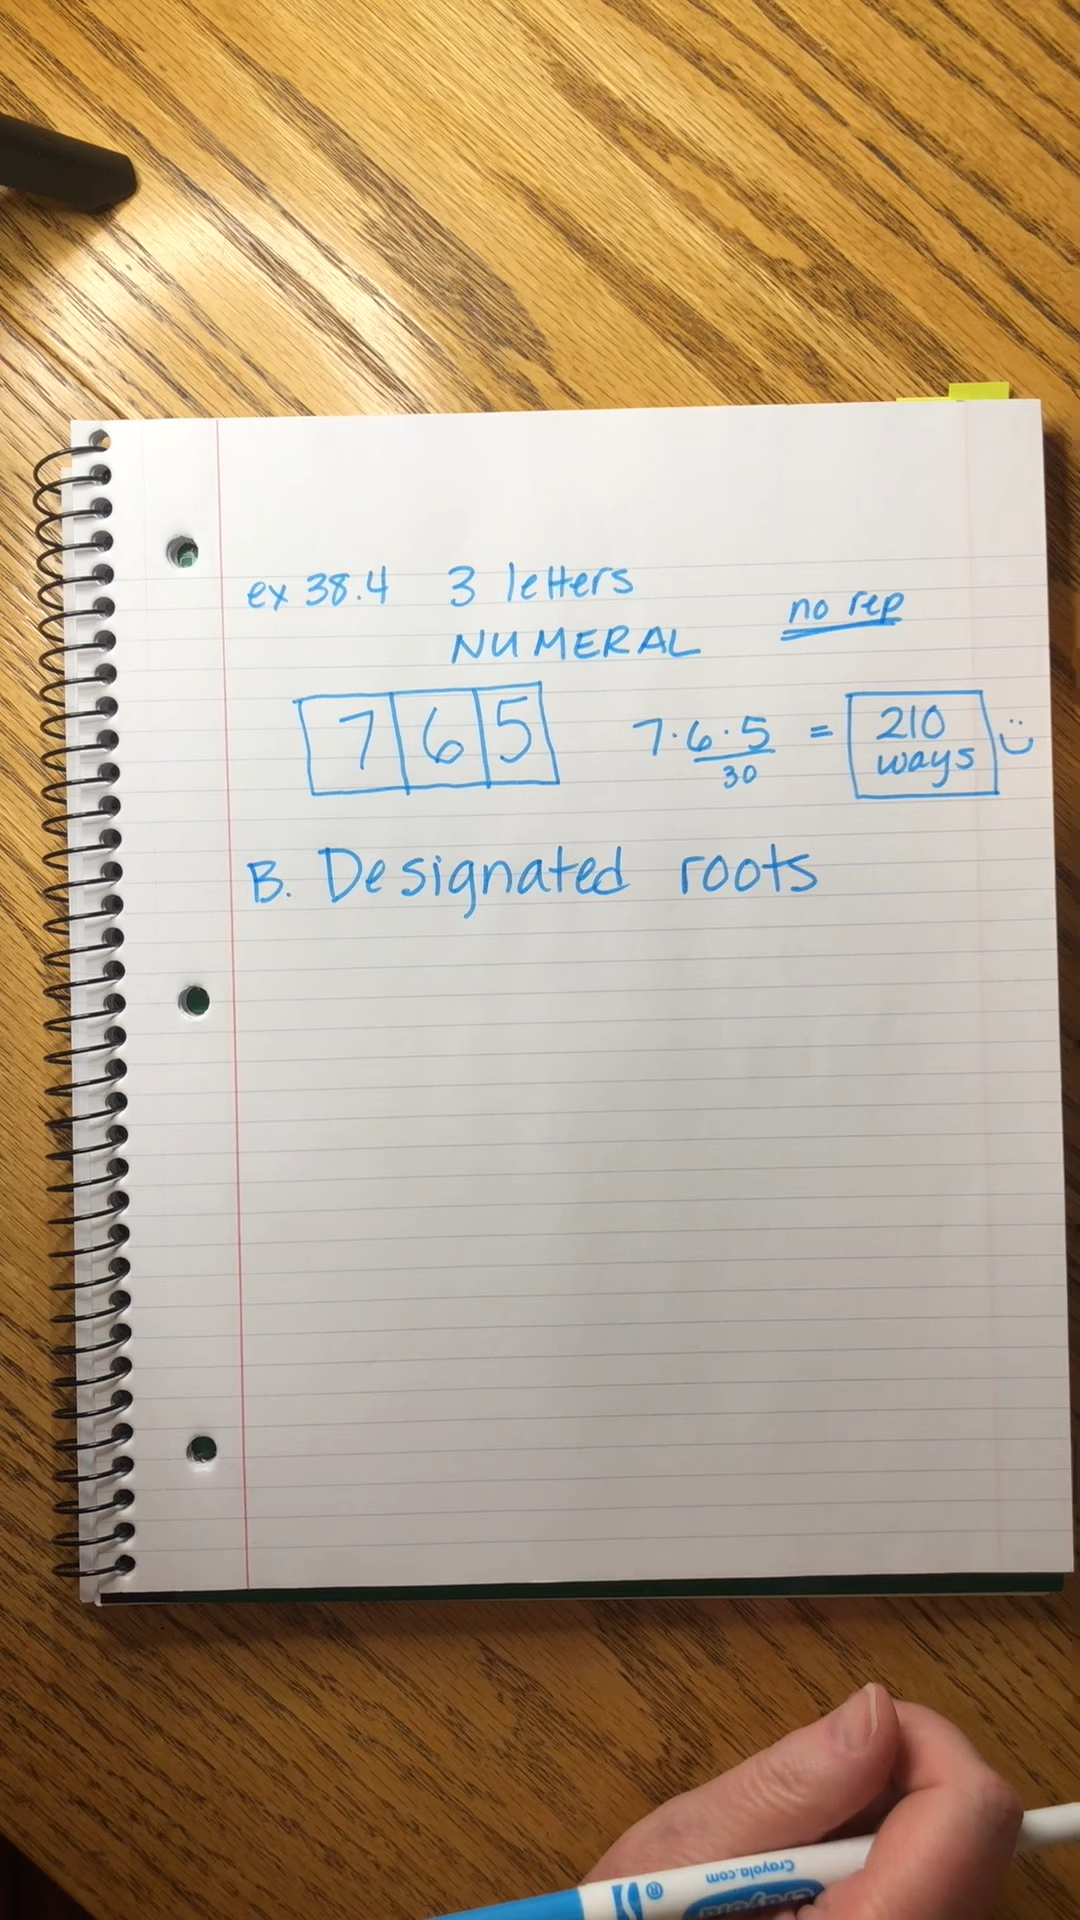 ex 38.4 3 letters
no rep
NUMERAL
7 6 5 7·6·5 = 210 ways
30
B. Designated roots
Crayola.com
®
Crayola